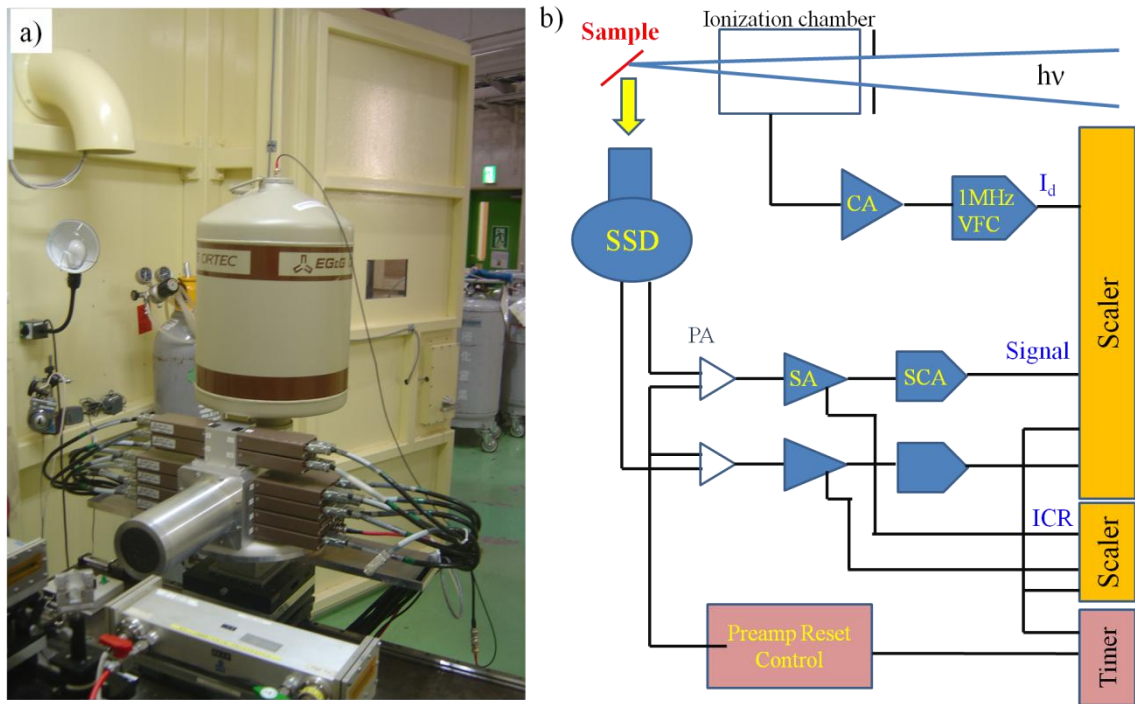 a)
ORTEC
EG&G
b)
Ionization chamber
Sample
hν
CA
1MHz
VFC
I_d
Scaler
SSD
PA
SA
SCA
Signal
ICR
Scaler
Preamp Reset
Control
Timer